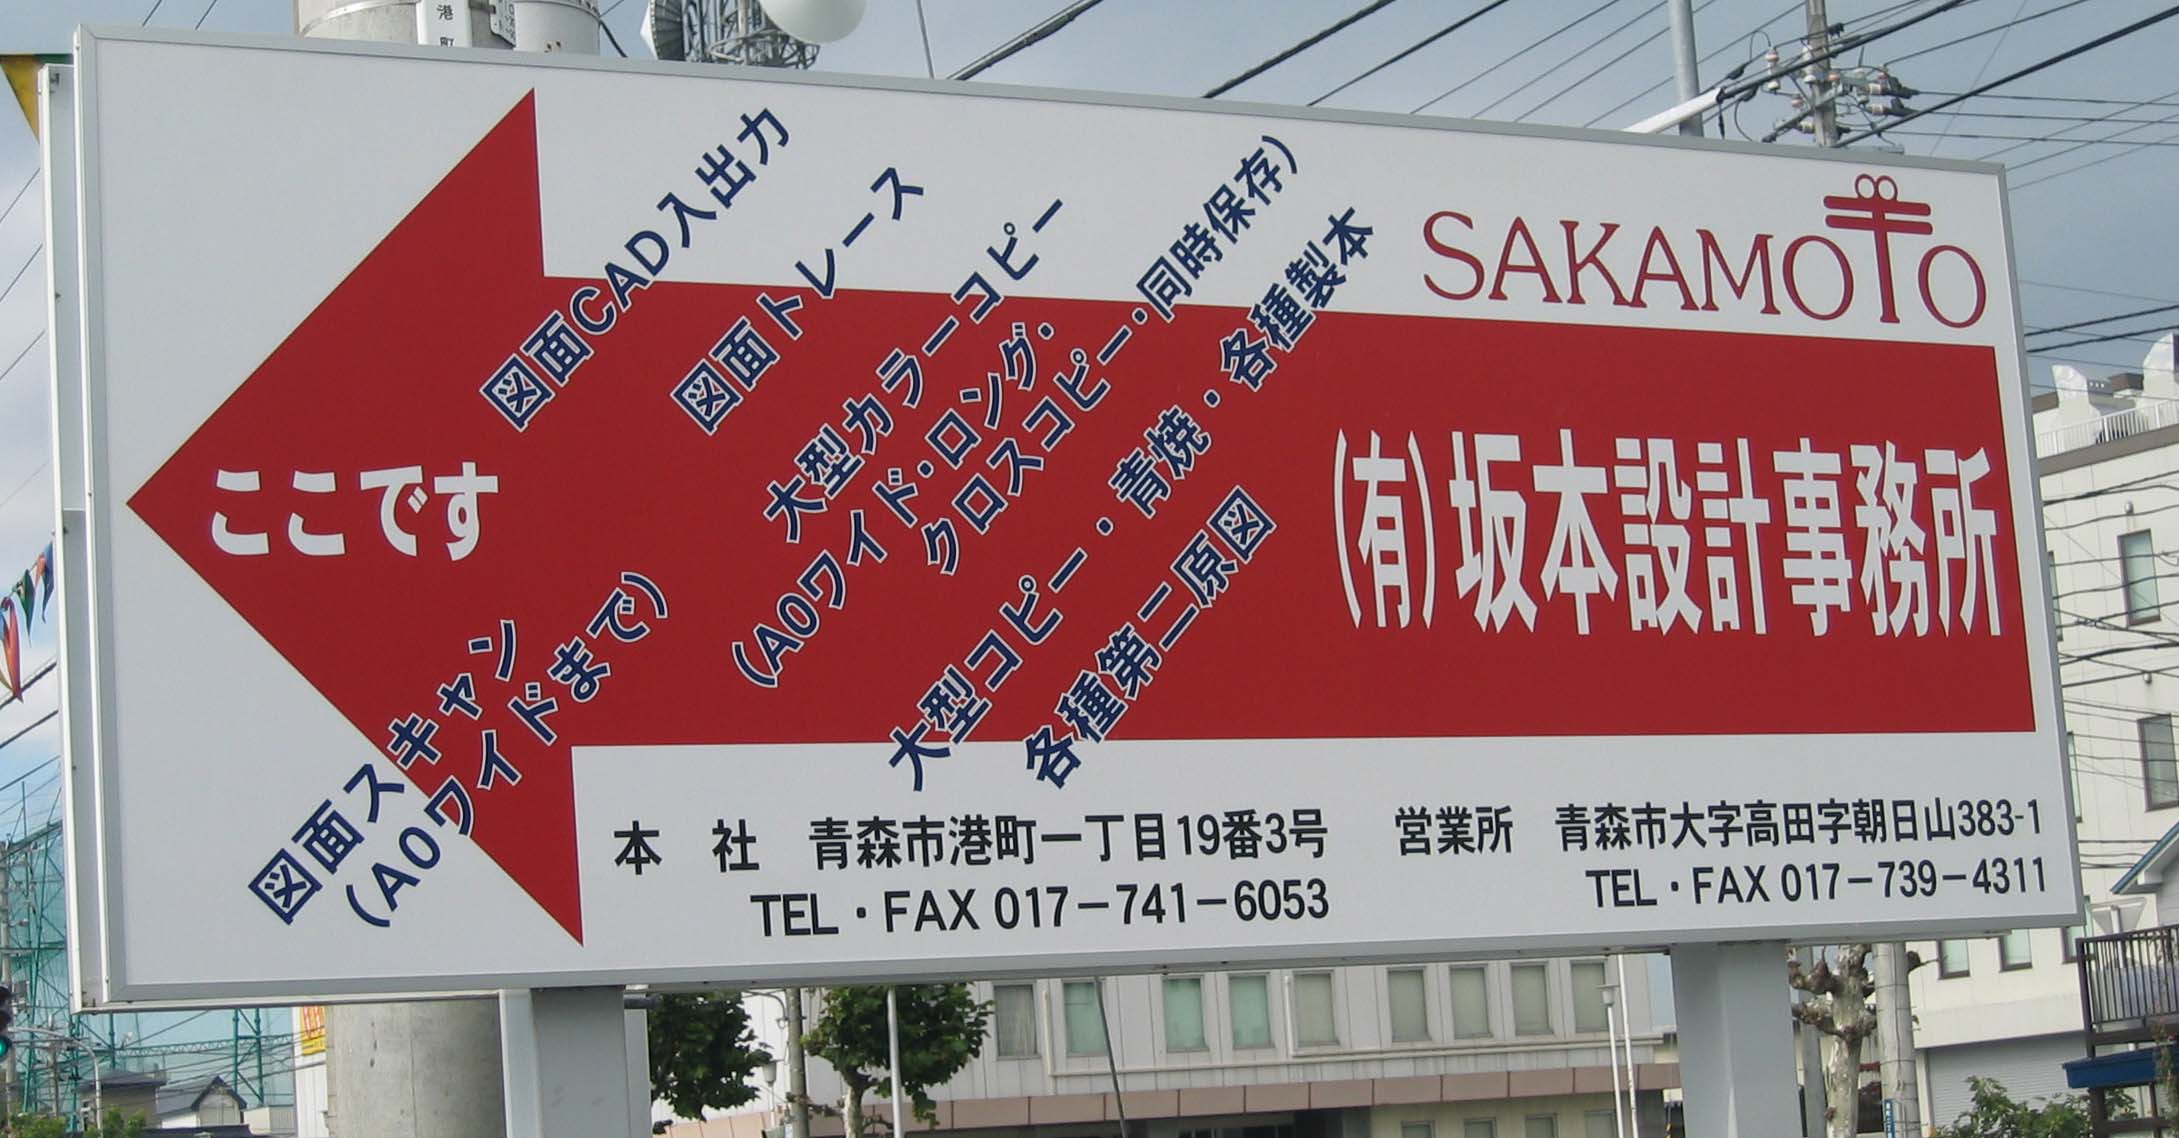 港町
SAKAMOTO
図面CAD入出力
図面トレース
大型カラーコピー
(A0ワイド・ロング・
クロスコピー・同時保存)
大型コピー・青焼・各種製本
各種第二原図
(有)坂本設計事務所
ここです
図面スキャン
(A0ワイドまで)
本 社 青森市港町一丁目19番3号
TEL・FAX 017-741-6053
営業所 青森市大字高田字朝日山383-1
TEL・FAX 017-739-4311